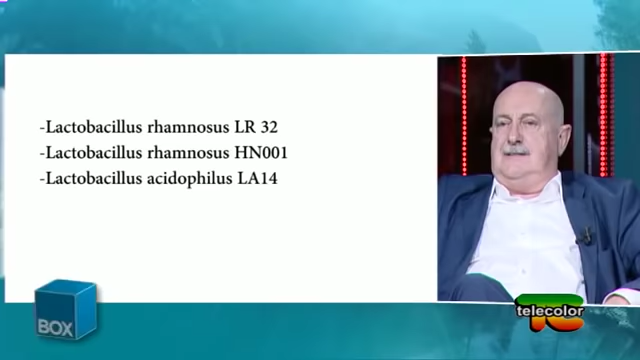 -Lactobacillus rhamnosus LR 32
-Lactobacillus rhamnosus HN001
-Lactobacillus acidophilus LA14
BOX
telecolor